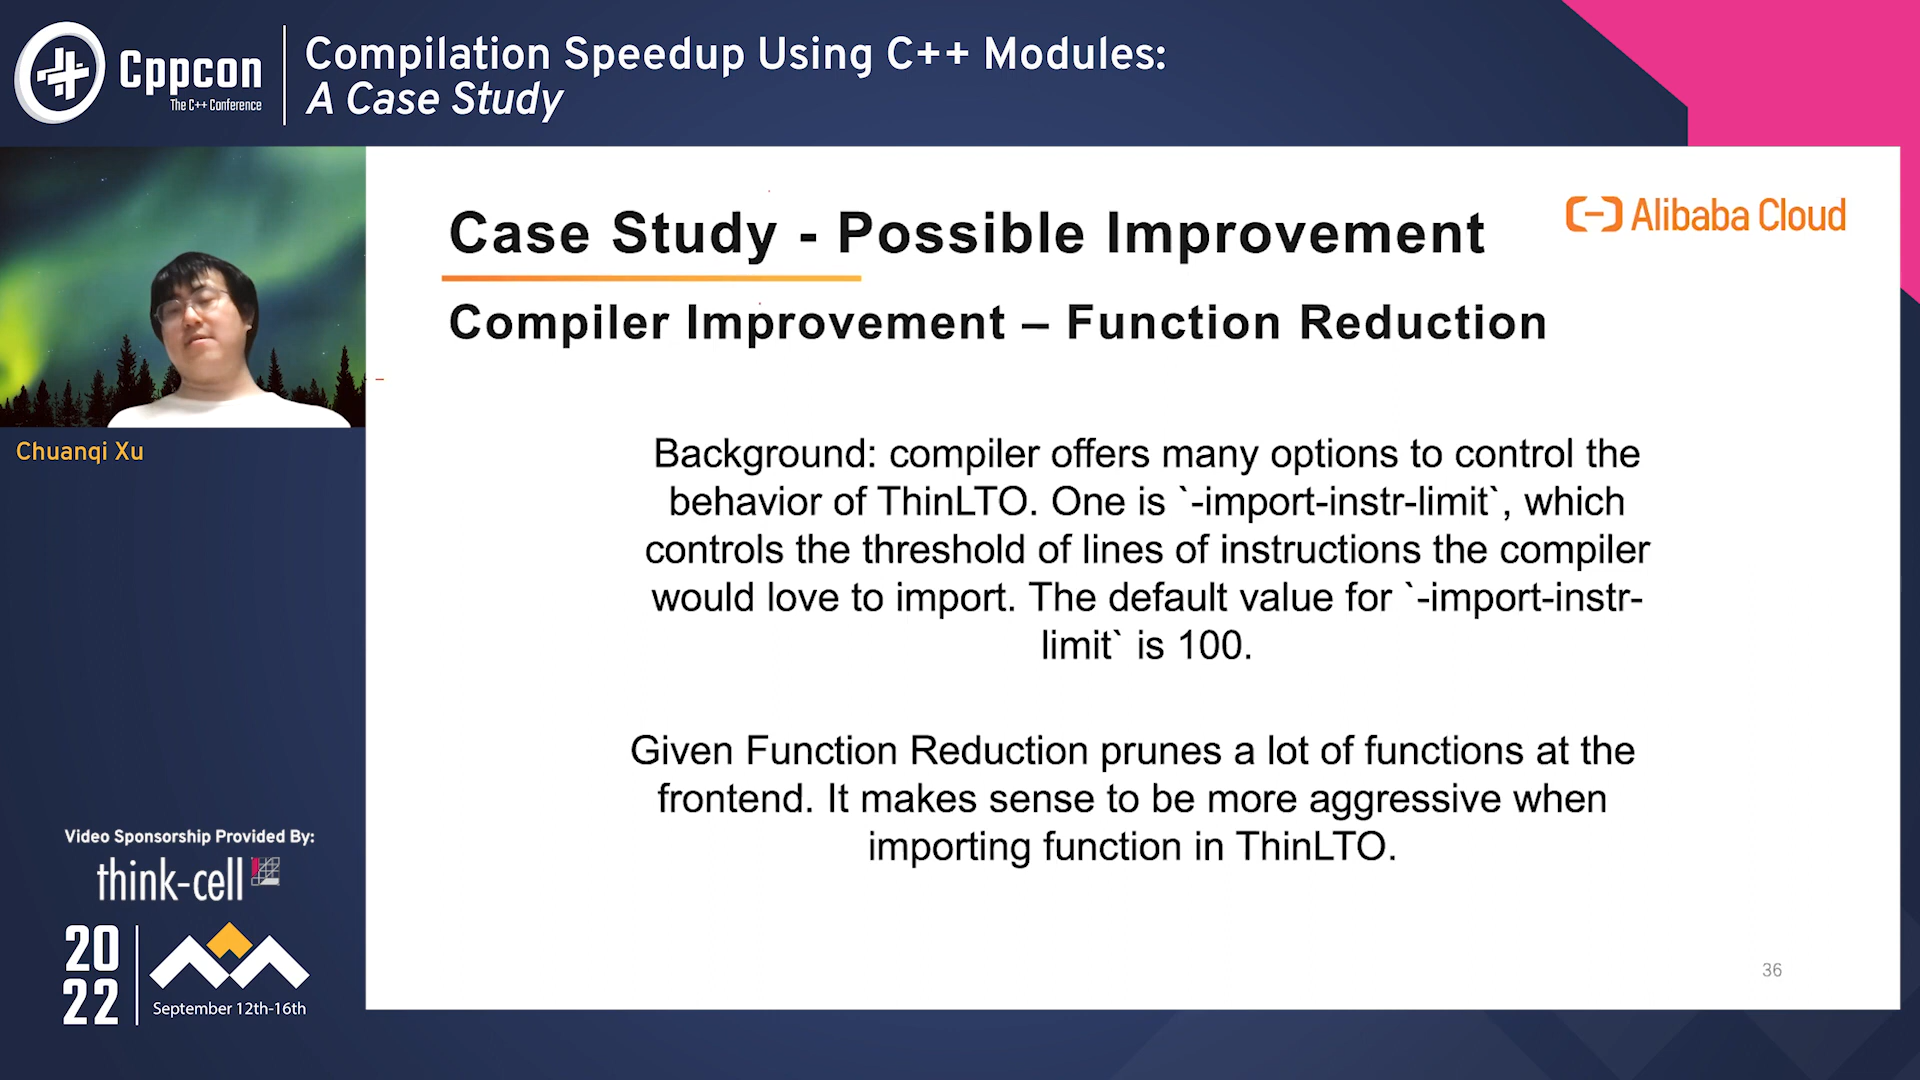 Cppcon
The C++ Conference
Compilation Speedup Using C++ Modules:
A Case Study
Chuanqi Xu
Case Study - Possible Improvement
Alibaba Cloud
Compiler Improvement – Function Reduction
Background: compiler offers many options to control the
behavior of ThinLTO. One is `-import-instr-limit`, which
controls the threshold of lines of instructions the compiler
would love to import. The default value for `-import-instr-
limit` is 100.
Given Function Reduction prunes a lot of functions at the
frontend. It makes sense to be more aggressive when
importing function in ThinLTO.
36
Video Sponsorship Provided By:
think-cell
20
22
September 12th-16th